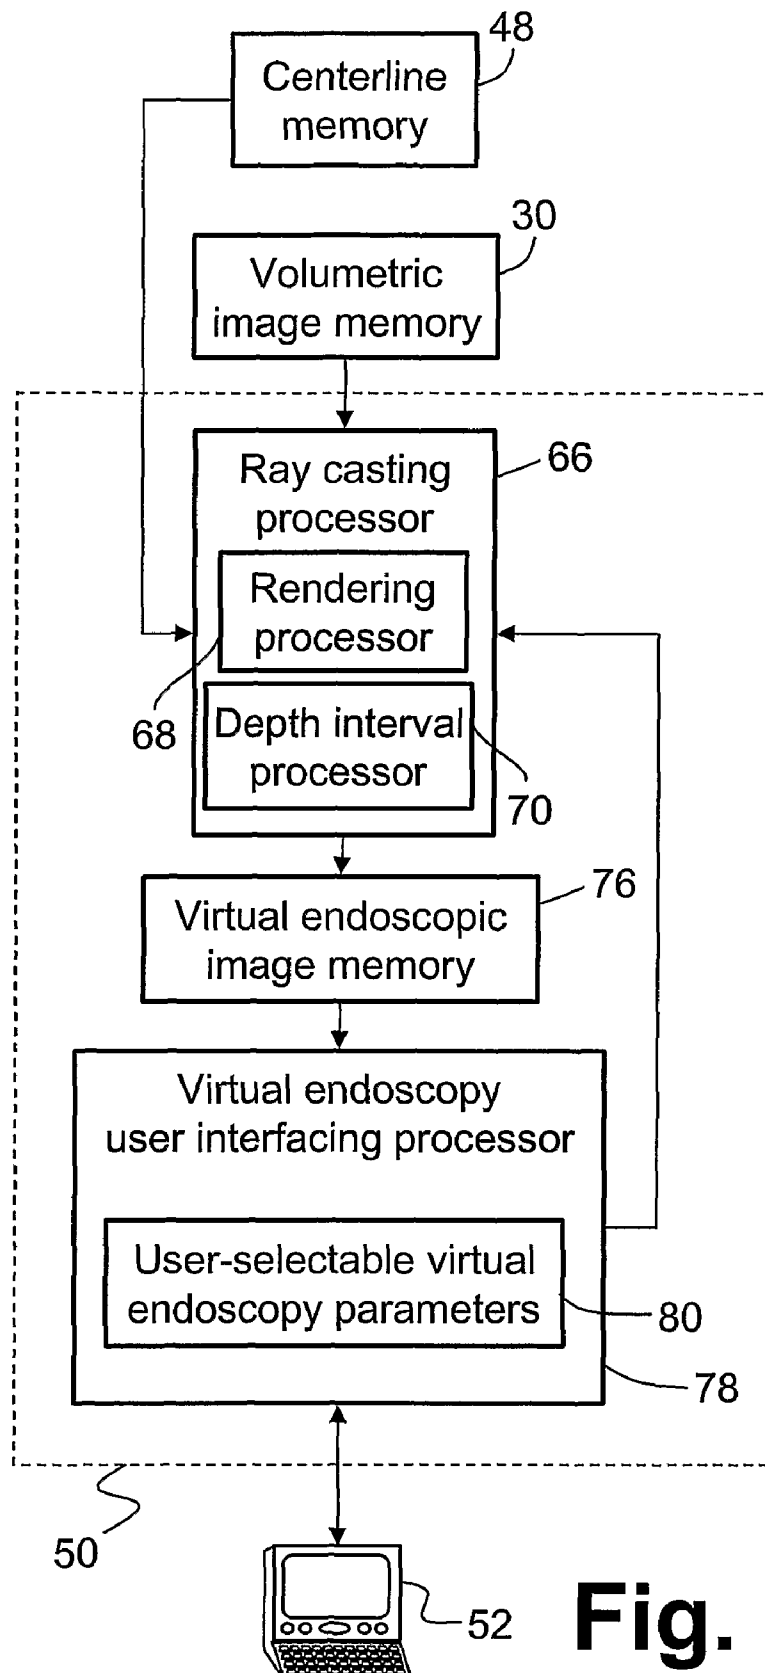 48
Centerline
memory
30
Volumetric
image memory
66
Ray casting
processor
Rendering
processor
68
Depth interval
processor
70
76
Virtual endoscopic
image memory
Virtual endoscopy
user interfacing processor
User-selectable virtual
endoscopy parameters
80
78
50
52
Fig.